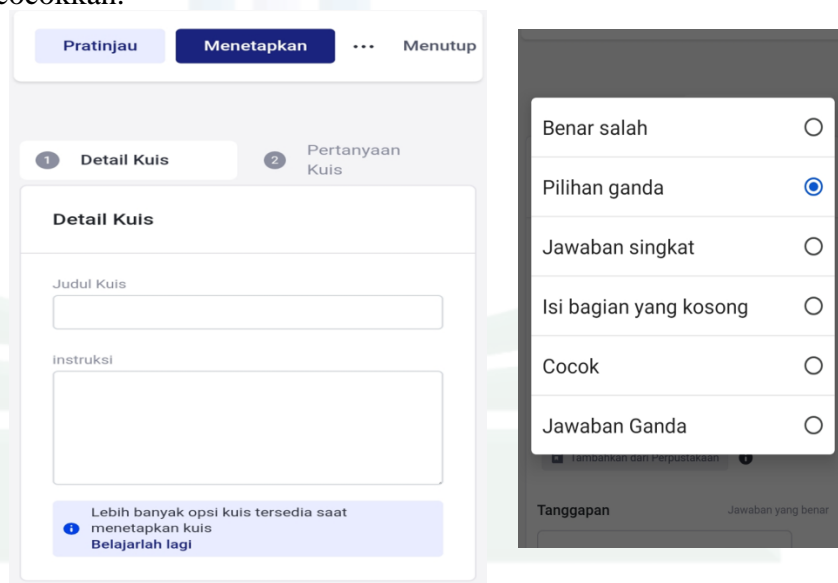 Pratinjau
Menetapkan
Menutup
1 Detail Kuis
2 Pertanyaan
Kuis
Detail Kuis
Judul Kuis
instruksi
Lebih banyak opsi kuis tersedia saat
menetapkan kuis
Belajarlah lagi
Benar salah
Pilihan ganda
Jawaban singkat
Isi bagian yang kosong
Cocok
Jawaban Ganda
Tambahkan dari Perpustakaan
Tanggapan
Jawaban yang benar